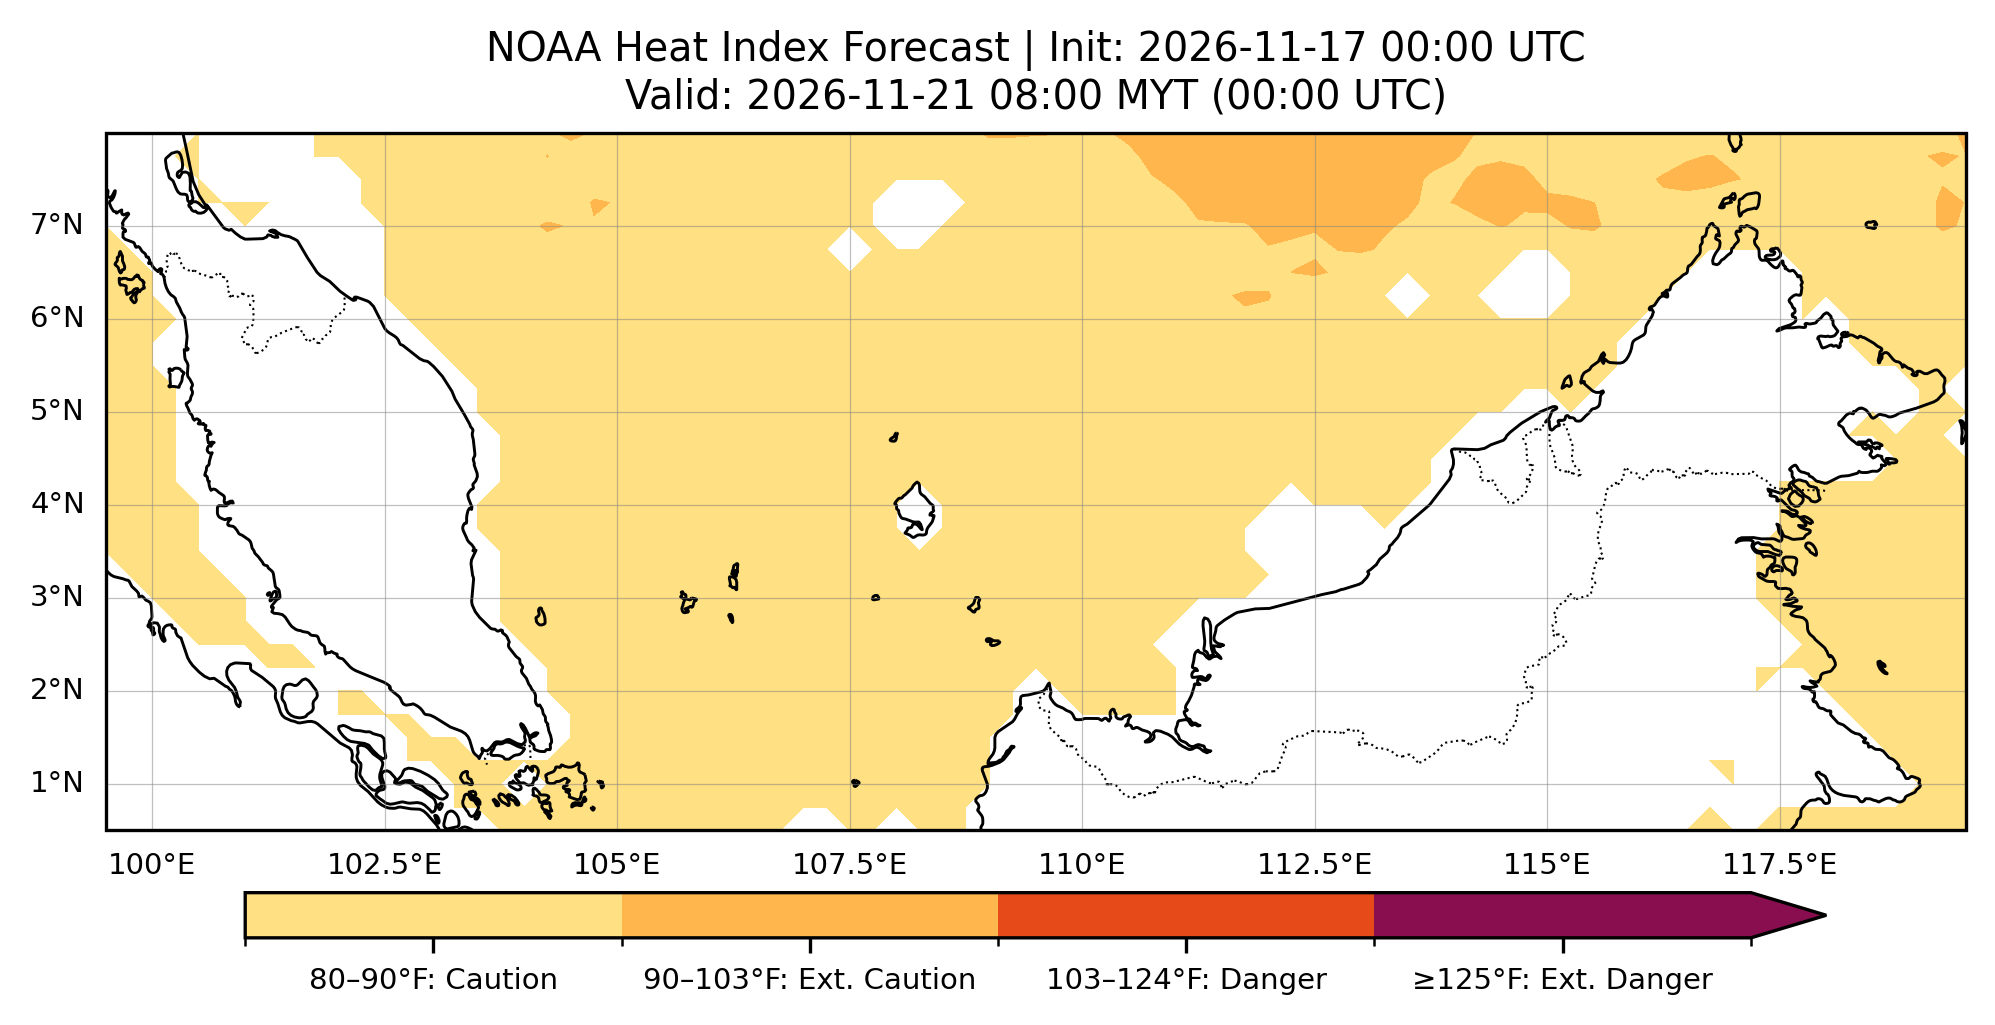 NOAA Heat Index Forecast | Init: 2026-11-17 00:00 UTC
Valid: 2026-11-21 08:00 MYT (00:00 UTC)
7°N
6°N
5°N
4°N
3°N
2°N
1°N
100°E 102.5°E 105°E 107.5°E 110°E 112.5°E 115°E 117.5°E
80–90°F: Caution 90–103°F: Ext. Caution 103–124°F: Danger ≥125°F: Ext. Danger